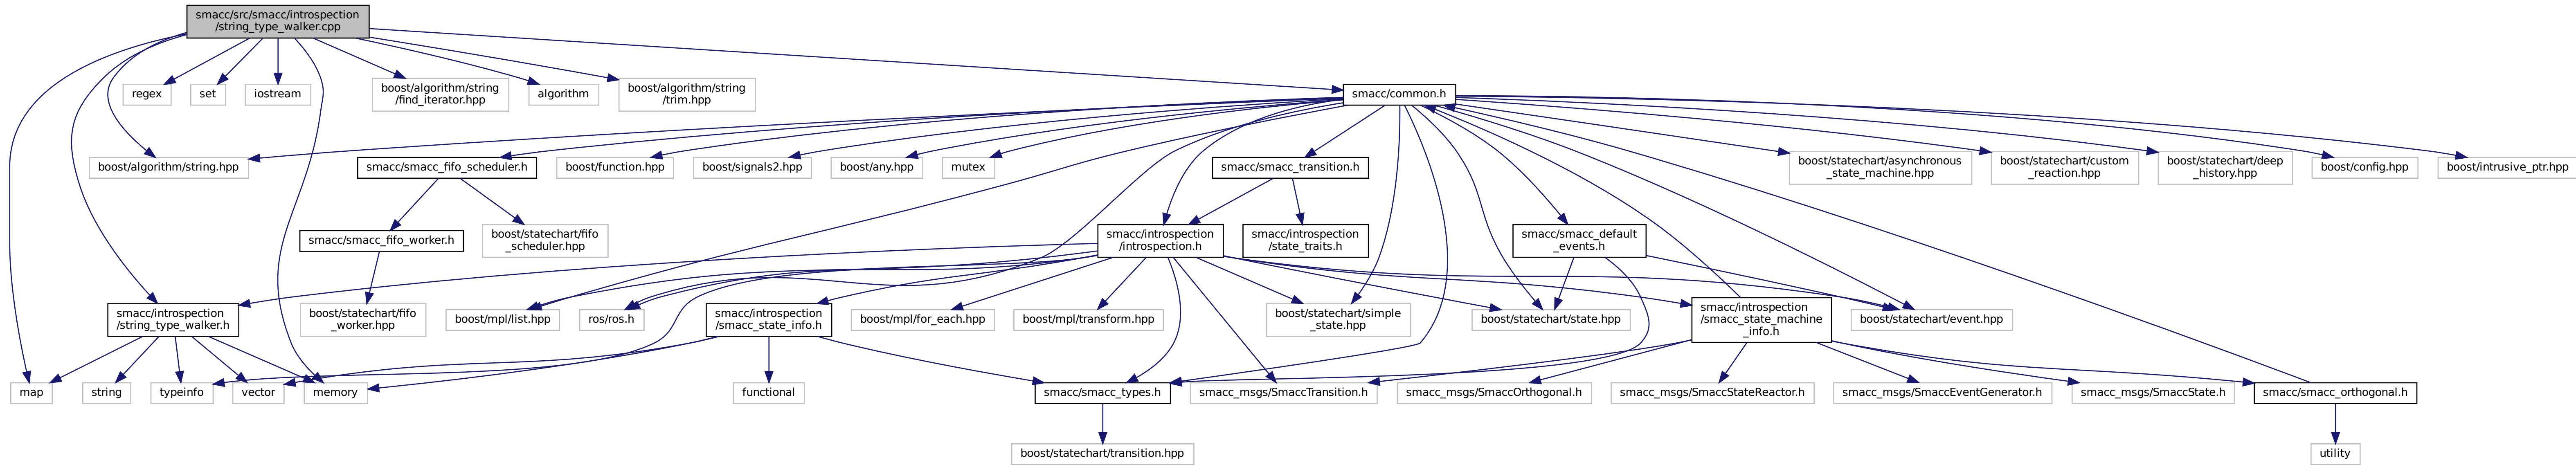 smacc/src/smacc/introspection
/string_type_walker.cpp
regex
set
iostream
boost/algorithm/string
/find_iterator.hpp
algorithm
boost/algorithm/string
/trim.hpp
smacc/common.h
boost/algorithm/string.hpp
smacc/smacc_fifo_scheduler.h
boost/function.hpp
boost/signals2.hpp
boost/any.hpp
mutex
smacc/smacc_transition.h
boost/statechart/asynchronous
_state_machine.hpp
boost/statechart/custom
_reaction.hpp
boost/statechart/deep
_history.hpp
boost/config.hpp
boost/intrusive_ptr.hpp
smacc/smacc_fifo_worker.h
boost/statechart/fifo
_scheduler.hpp
smacc/introspection
/introspection.h
smacc/introspection
/state_traits.h
smacc/smacc_default
_events.h
smacc/introspection
/string_type_walker.h
boost/statechart/fifo
_worker.hpp
boost/mpl/list.hpp
ros/ros.h
smacc/introspection
/smacc_state_info.h
boost/mpl/for_each.hpp
boost/mpl/transform.hpp
boost/statechart/simple
_state.hpp
boost/statechart/state.hpp
smacc/introspection
/smacc_state_machine
_info.h
boost/statechart/event.hpp
map
string
typeinfo
vector
memory
functional
smacc/smacc_types.h
smacc_msgs/SmaccTransition.h
smacc_msgs/SmaccOrthogonal.h
smacc_msgs/SmaccStateReactor.h
smacc_msgs/SmaccEventGenerator.h
smacc_msgs/SmaccState.h
smacc/smacc_orthogonal.h
boost/statechart/transition.hpp
utility